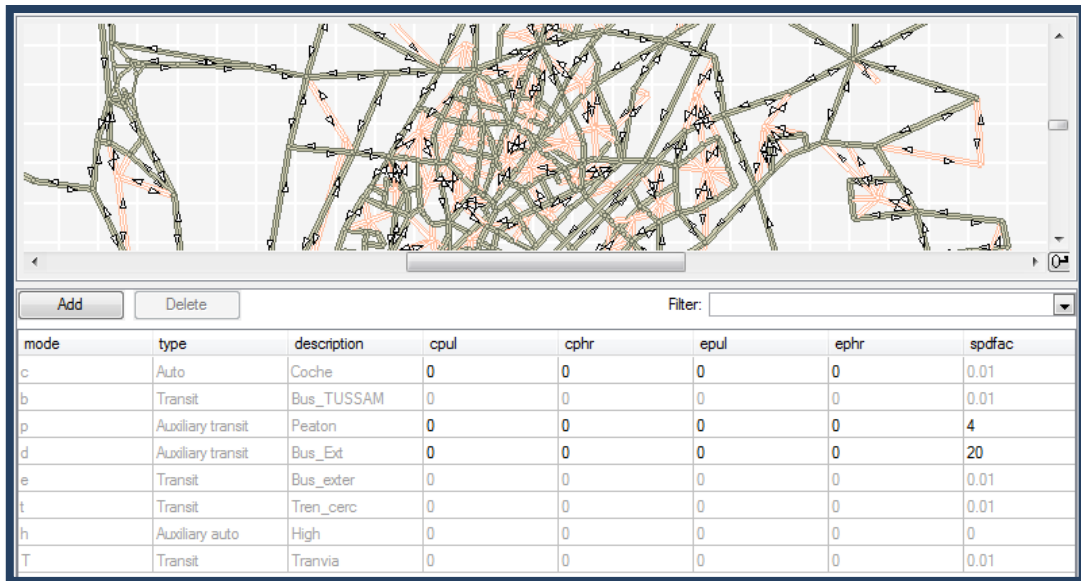 Add Delete Filter:
mode type description cpul cphr epul ephr spdfac
c Auto Coche 0 0 0 0 0.01
b Transit Bus_TUSSAM 0 0 0 0 0.01
p Auxiliary transit Peaton 0 0 0 0 4
d Auxiliary transit Bus_Ext 0 0 0 0 20
e Transit Bus_exter 0 0 0 0 0.01
t Transit Tren_cerc 0 0 0 0 0.01
h Auxiliary auto High 0 0 0 0 0
T Transit Tranvia 0 0 0 0 0.01